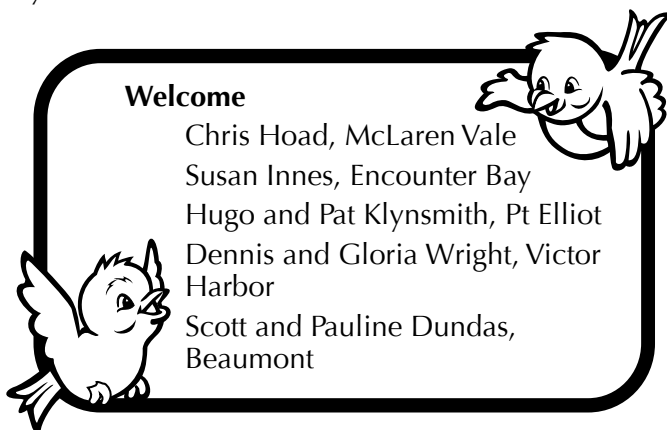 Welcome
Chris Hoad, McLaren Vale
Susan Innes, Encounter Bay
Hugo and Pat Klynsmith, Pt Elliot
Dennis and Gloria Wright, Victor
Harbor
Scott and Pauline Dundas,
Beaumont